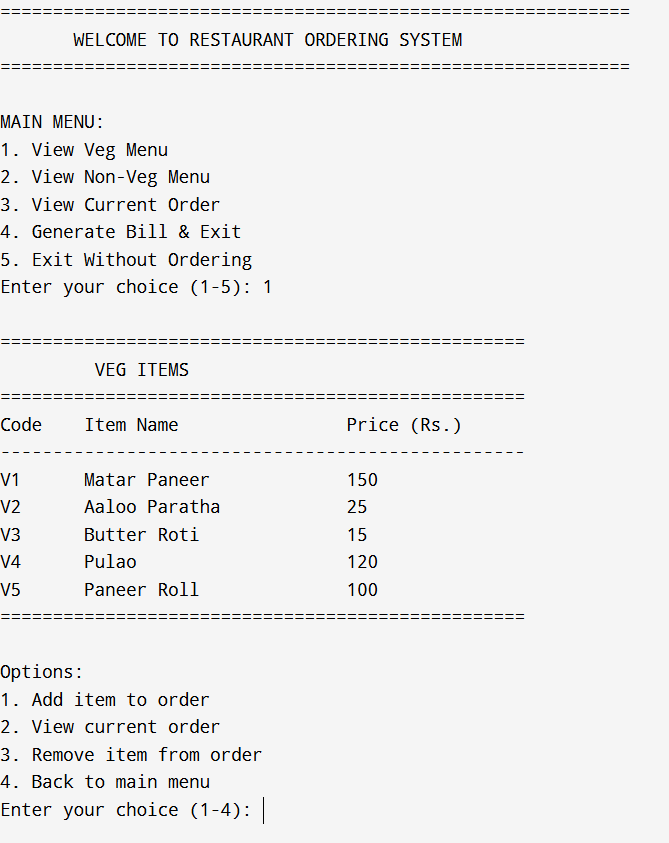 ============================================================
       WELCOME TO RESTAURANT ORDERING SYSTEM
============================================================

MAIN MENU:
1. View Veg Menu
2. View Non-Veg Menu
3. View Current Order
4. Generate Bill & Exit
5. Exit Without Ordering
Enter your choice (1-5): 1

==================================================
         VEG ITEMS
==================================================
Code    Item Name                Price (Rs.)
--------------------------------------------------
V1      Matar Paneer             150
V2      Aaloo Paratha            25
V3      Butter Roti              15
V4      Pulao                    120
V5      Paneer Roll              100
==================================================

Options:
1. Add item to order
2. View current order
3. Remove item from order
4. Back to main menu
Enter your choice (1-4):